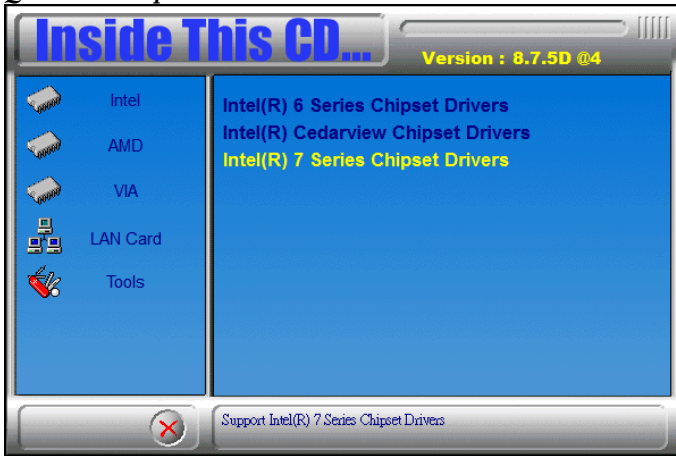 Inside This CD...
Version : 8.7.5D @4
Intel
AMD
VIA
LAN Card
Tools
Intel(R) 6 Series Chipset Drivers
Intel(R) Cedarview Chipset Drivers
Intel(R) 7 Series Chipset Drivers
Support Intel(R) 7 Series Chipset Drivers